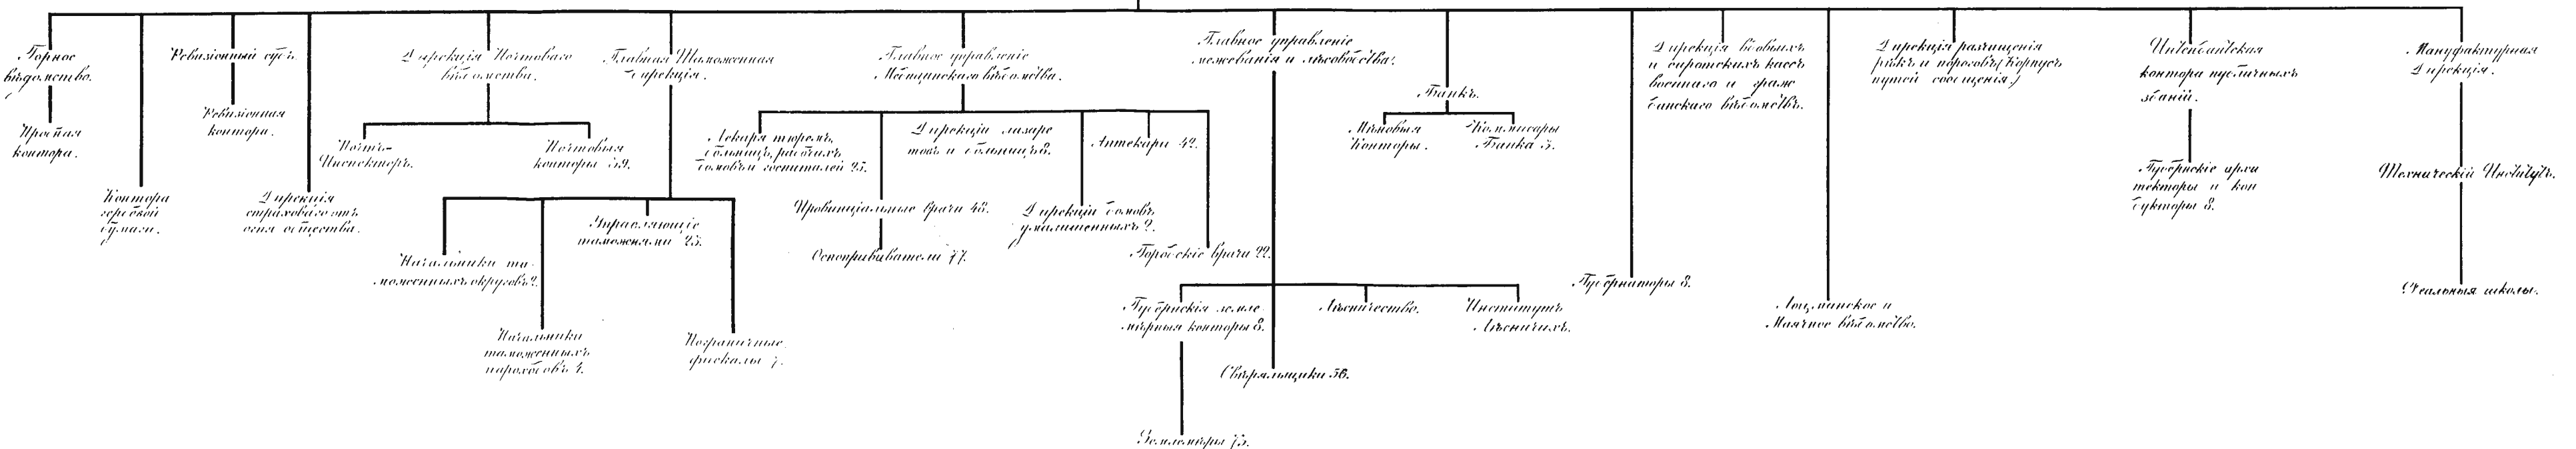 Горное
вѣдомство.
Пробная
контора.
Контора
гербовой
бумаги.
Ревизіонный судъ.
Ревизіонная
контора.
Дирекція
страховаго отъ
огня общества.
Дирекція Почтоваго
вѣдомства.
Почтъ-
Инспекторъ.
Почтовыя
конторы 39.
Главная Таможенная
дирекція.
Начальники та-
моженныхъ округовъ 2.
Начальники
таможенныхъ
пароходовъ 4.
Управляющіе
таможнями 25.
Пограничные
фискалы 7.
Главное управленіе
Медицинскаго вѣдомства.
Лекаря тюремъ,
больницъ, рабочихъ
домовъ и госпиталей 25.
Провинціальные врачи 48.
Оспопрививатели 77.
Дирекціи лазаре
товъ и больницъ 8.
Дирекціи домовъ
умалишенныхъ 2.
Аптекари 42.
Городскіе врачи 22.
Главное управленіе
межеванія и лѣсоводства.
Губернскія земле-
мѣрныя конторы 8.
Землемѣры 75.
Свѣряльщики 56.
Лѣсничество.
Институтъ
Лѣсничихъ.
Банкъ.
Мѣновыя
Конторы.
Коммисары
Банка 5.
Губернаторы 8.
Дирекція вдовьихъ
и сиротскихъ кассъ
военнаго и граж
данскаго вѣдомствъ.
Лоцманское и
Маячное вѣдомство.
Дирекція разчищенія
рѣкъ и пороговъ (Корпусъ
путей сообщенія.)
Интендантская
контора публичныхъ
зданій.
Губернскіе архи
текторы и кон
дукторы 8.
Мануфактурная
Дирекція.
Техническій Институтъ.
Реальныя школы.